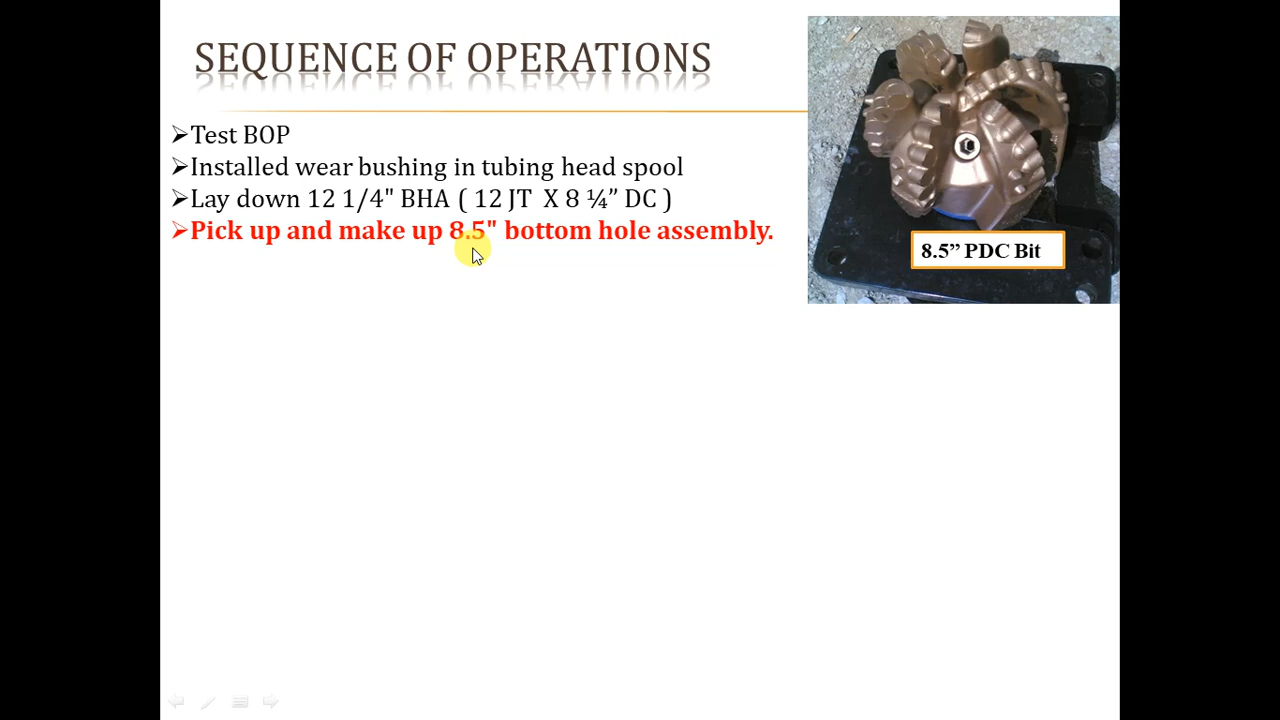 SEQUENCE OF OPERATIONS
➢Test BOP
➢Installed wear bushing in tubing head spool
➢Lay down 12 1/4" BHA ( 12 JT X 8 ¼” DC )
➢Pick up and make up 8.5" bottom hole assembly.
8.5” PDC Bit